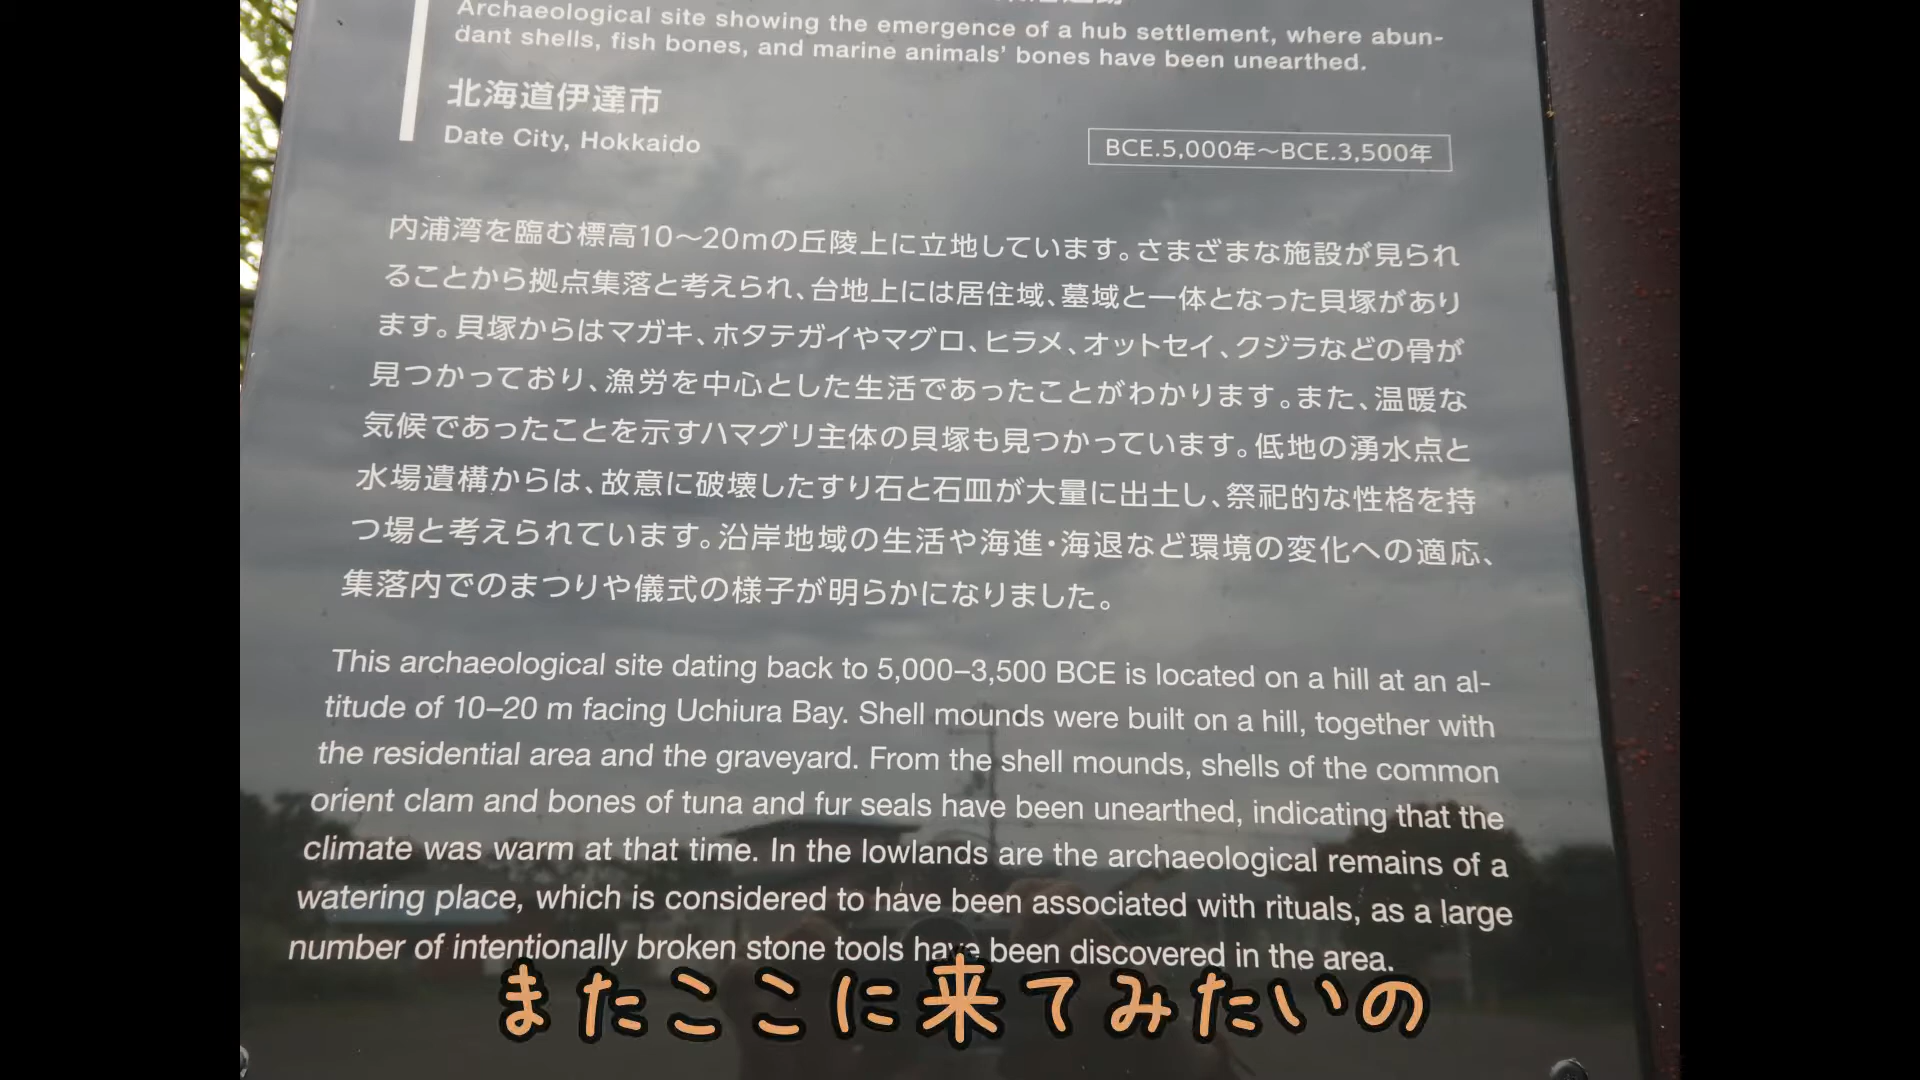 Archaeological site showing the emergence of a hub settlement, where abun-
dant shells, fish bones, and marine animals' bones have been unearthed.
北海道伊達市
Date City, Hokkaido
BCE.5,000年～BCE.3,500年
内浦湾を臨む標高10～20mの丘陵上に立地しています。さまざまな施設が見られ
ることから拠点集落と考えられ、台地上には居住域、墓域と一体となった貝塚があり
ます。貝塚からはマガキ、ホタテガイやマグロ、ヒラメ、オットセイ、クジラなどの骨が
見つかっており、漁労を中心とした生活であったことがわかります。また、温暖な
気候であったことを示すハマグリ主体の貝塚も見つかっています。低地の湧水点と
水場遺構からは、故意に破壊したすり石と石皿が大量に出土し、祭祀的な性格を持
つ場と考えられています。沿岸地域の生活や海進・海退など環境の変化への適応、
集落内でのまつりや儀式の様子が明らかになりました。
This archaeological site dating back to 5,000–3,500 BCE is located on a hill at an al-
titude of 10–20 m facing Uchiura Bay. Shell mounds were built on a hill, together with
the residential area and the graveyard. From the shell mounds, shells of the common
orient clam and bones of tuna and fur seals have been unearthed, indicating that the
climate was warm at that time. In the lowlands are the archaeological remains of a
watering place, which is considered to have been associated with rituals, as a large
number of intentionally broken stone tools have been discovered in the area.
またここに来てみたいの